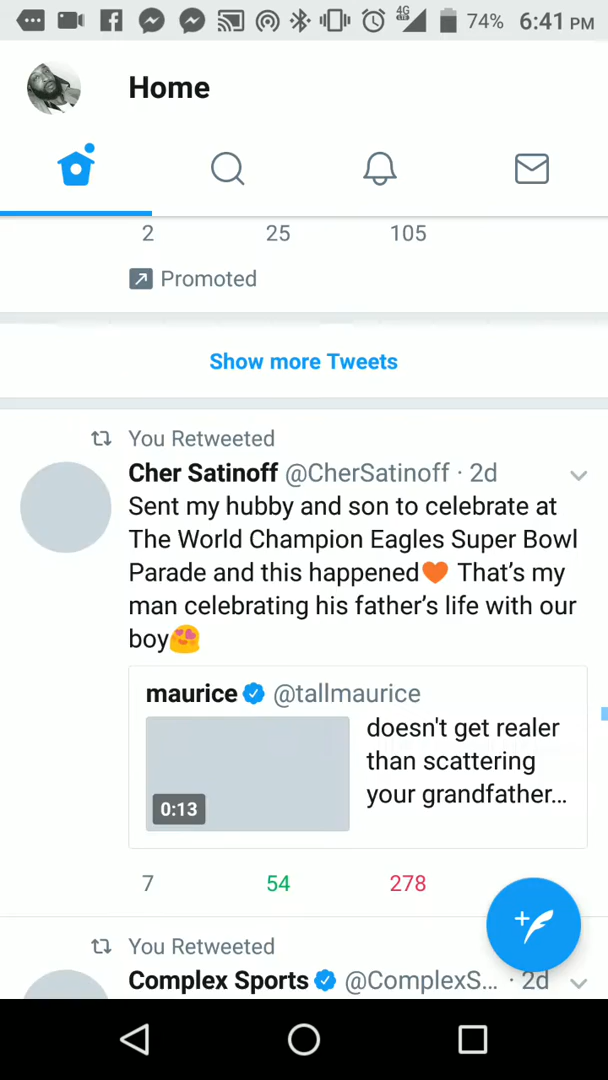 4G
74% 6:41 PM
Home
2 25 105
Promoted
Show more Tweets
You Retweeted
Cher Satinoff @CherSatinoff · 2d
Sent my hubby and son to celebrate at
The World Champion Eagles Super Bowl
Parade and this happened🧡 That’s my
man celebrating his father’s life with our
boy😍
maurice @tallmaurice
doesn't get realer
than scattering
your grandfather...
0:13
7 54 278
You Retweeted
Complex Sports @ComplexS... · 2d